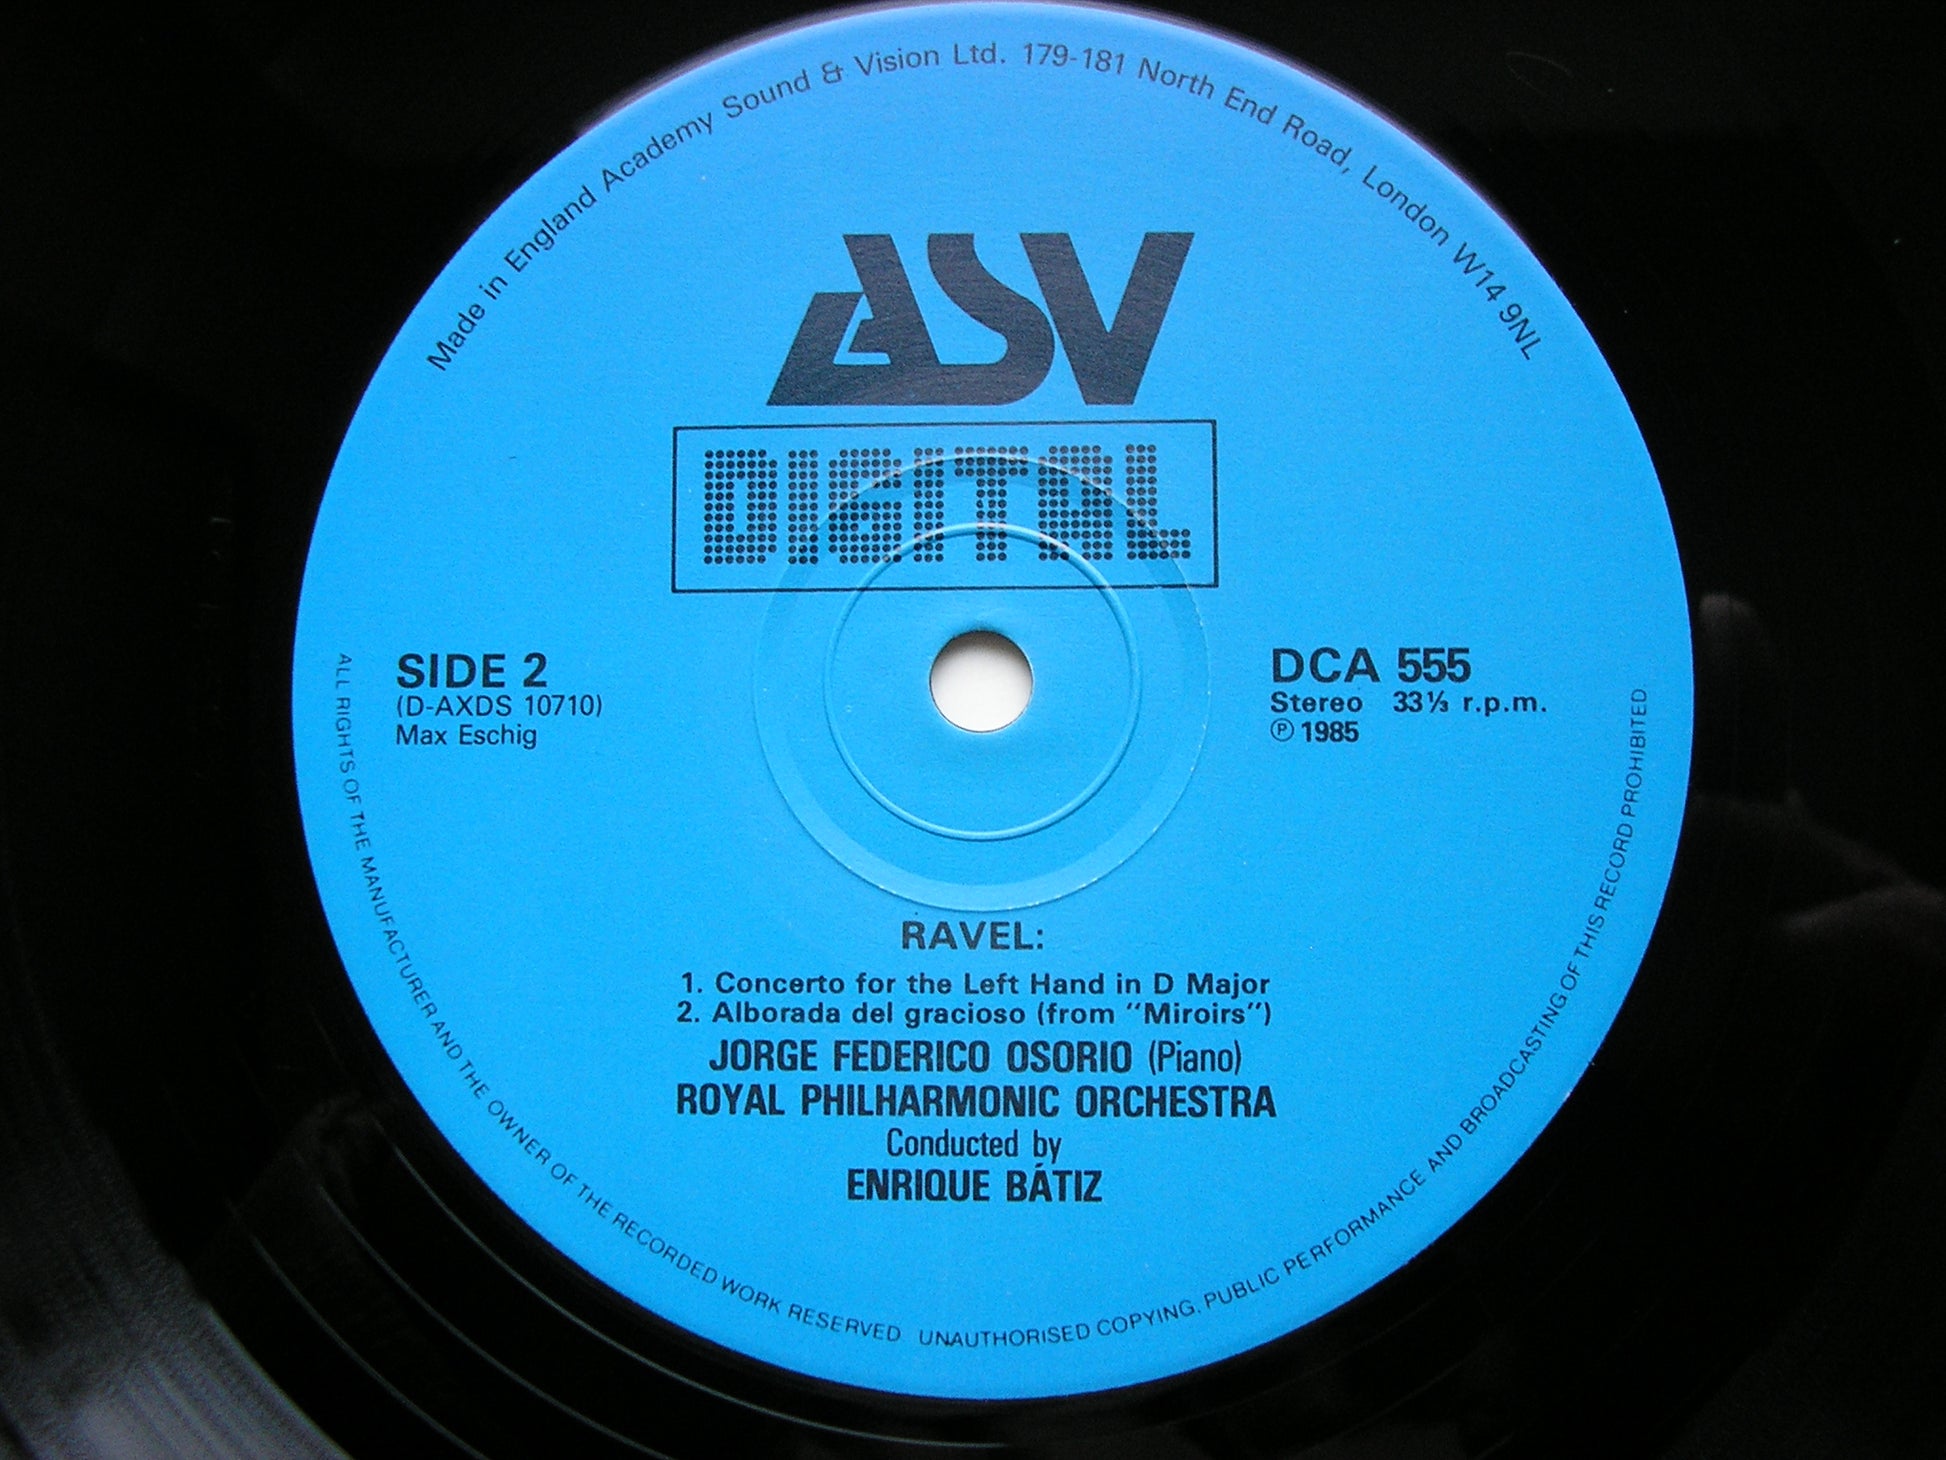 Made in England Academy Sound & Vision Ltd. 179-181 North End Road, London W14 9NL
ASV
DIGITAL
SIDE 2
(D-AXDS 10710)
Max Eschig
DCA 555
Stereo 33⅓ r.p.m.
℗ 1985
RAVEL:
1. Concerto for the Left Hand in D Major
2. Alborada del gracioso (from "Miroirs")
JORGE FEDERICO OSORIO (Piano)
ROYAL PHILHARMONIC ORCHESTRA
Conducted by
ENRIQUE BÁTIZ
ALL RIGHTS OF THE MANUFACTURER AND THE OWNER OF THE RECORDED WORK RESERVED UNAUTHORISED COPYING, PUBLIC PERFORMANCE AND BROADCASTING OF THIS RECORD PROHIBITED.